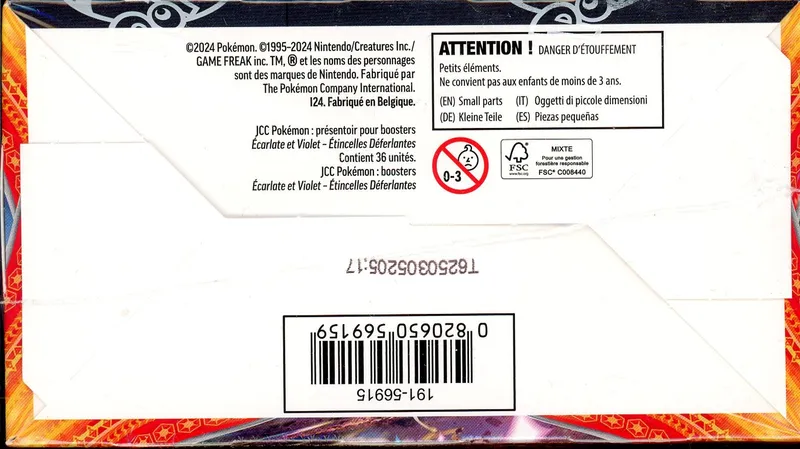 ©2024 Pokémon. ©1995–2024 Nintendo/Creatures Inc./
GAME FREAK inc. TM, ® et les noms des personnages
sont des marques de Nintendo. Fabriqué par
The Pokémon Company International.
I24. Fabriqué en Belgique.
JCC Pokémon : présentoir pour boosters
Écarlate et Violet – Étincelles Déferlantes
Contient 36 unités.
JCC Pokémon : boosters
Écarlate et Violet – Étincelles Déferlantes
ATTENTION ! DANGER D'ÉTOUFFEMENT
Petits éléments.
Ne convient pas aux enfants de moins de 3 ans.
(EN) Small parts (IT) Oggetti di piccole dimensioni
(DE) Kleine Teile (ES) Piezas pequeñas
0-3
FSC
www.fsc.org
MIXTE
Pour une gestion
forestière responsable
FSC® C008440
T6250305205:17
191-56915
0 820650 569159